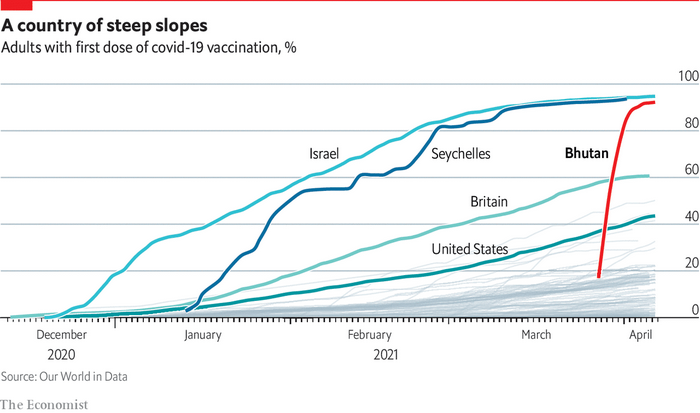 A country of steep slopes
Adults with first dose of covid-19 vaccination, %
100
80
Israel
Seychelles
Bhutan
60
Britain
40
United States
20
0
December
January
February
March
April
2020
2021
Source: Our World in Data
The Economist